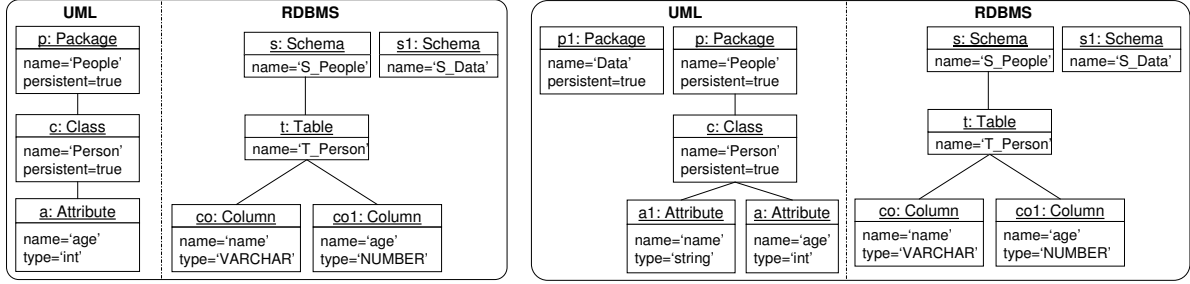 UML
RDBMS
p: Package
name=‘People’
persistent=true
s: Schema
name=‘S_People’
s1: Schema
name=‘S_Data’
c: Class
name=‘Person’
persistent=true
t: Table
name=‘T_Person’
a: Attribute
name=‘age’
type=‘int’
co: Column
name=‘name’
type=‘VARCHAR’
co1: Column
name=‘age’
type=‘NUMBER’
UML
RDBMS
p1: Package
name=‘Data’
persistent=true
p: Package
name=‘People’
persistent=true
s: Schema
name=‘S_People’
s1: Schema
name=‘S_Data’
c: Class
name=‘Person’
persistent=true
t: Table
name=‘T_Person’
a1: Attribute
name=‘name’
type=‘string’
a: Attribute
name=‘age’
type=‘int’
co: Column
name=‘name’
type=‘VARCHAR’
co1: Column
name=‘age’
type=‘NUMBER’